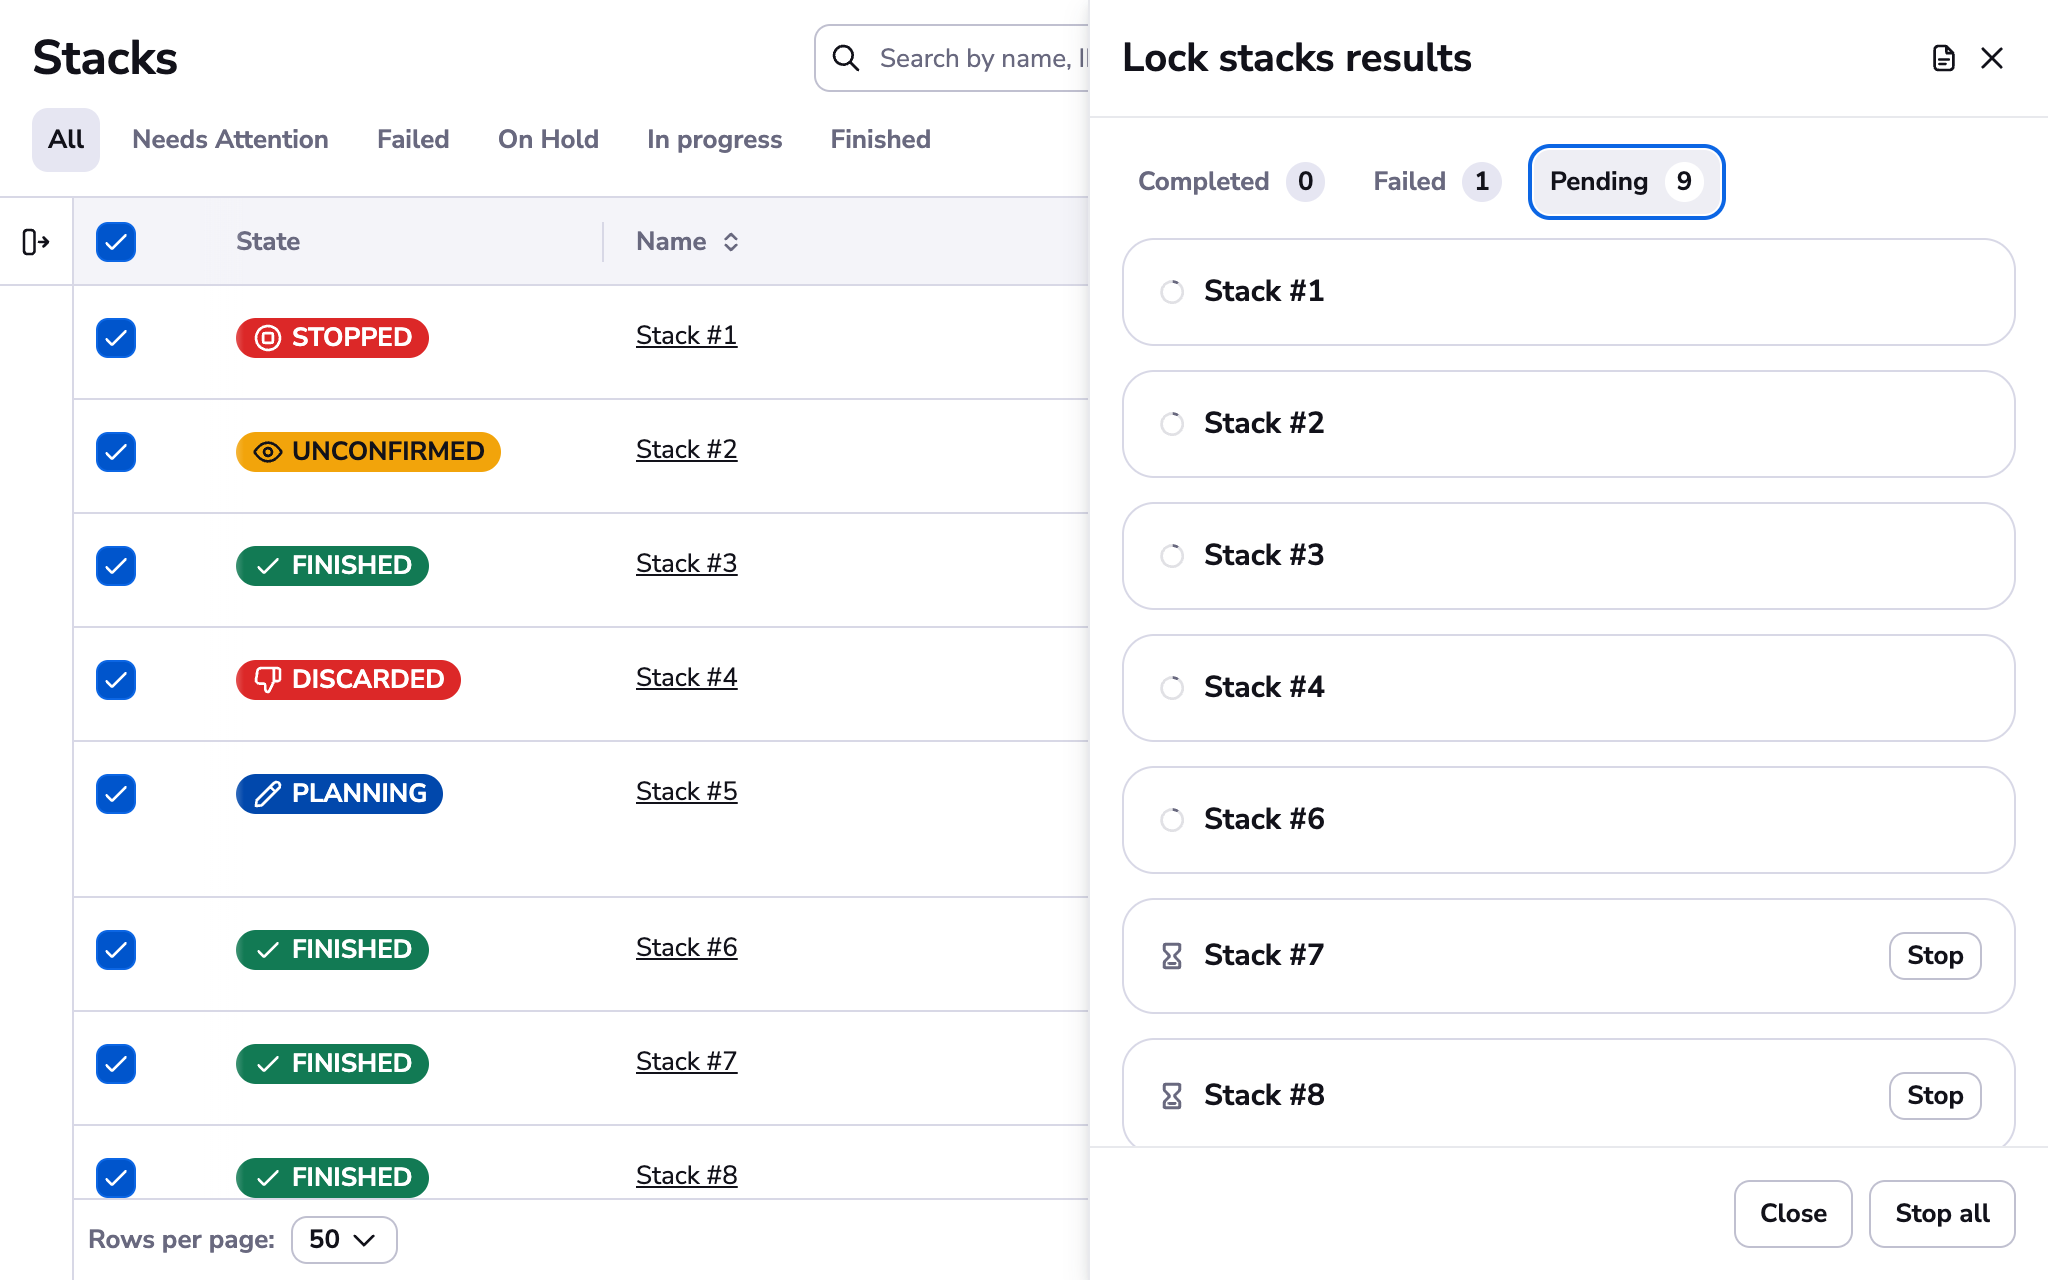 Stacks
Search by name, I
All
Needs Attention
Failed
On Hold
In progress
Finished
State
Name
STOPPED
Stack #1
UNCONFIRMED
Stack #2
FINISHED
Stack #3
DISCARDED
Stack #4
PLANNING
Stack #5
FINISHED
Stack #6
FINISHED
Stack #7
FINISHED
Stack #8
Rows per page:
50
Lock stacks results
Completed 0
Failed 1
Pending 9
Stack #1
Stack #2
Stack #3
Stack #4
Stack #6
Stack #7
Stop
Stack #8
Stop
Close
Stop all